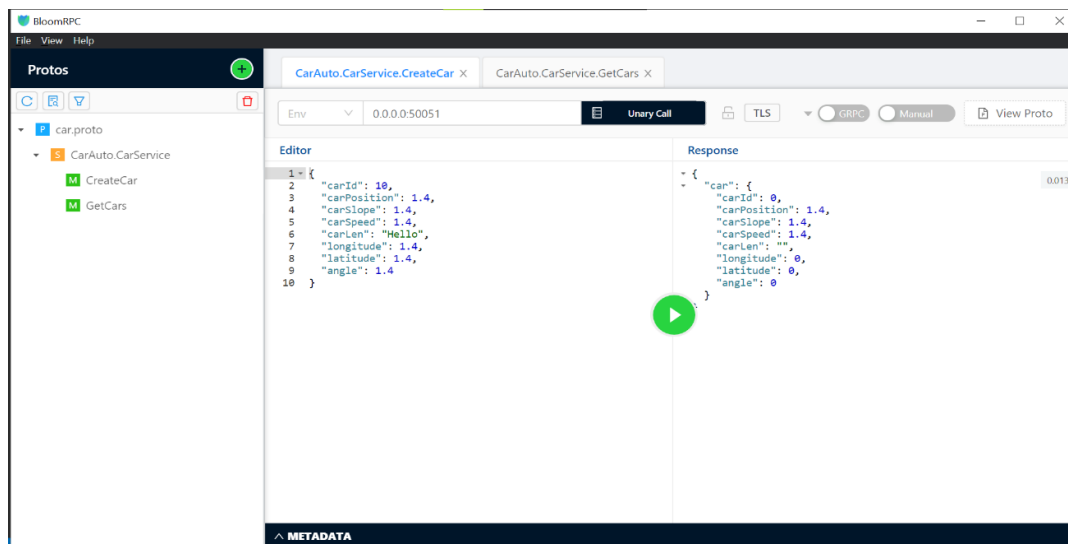 BloomRPC
File View Help
Protos
CarAuto.CarService.CreateCar ×
CarAuto.CarService.GetCars ×
Env
0.0.0.0:50051
Unary Call
TLS
GRPC
Manual
View Proto
P car.proto
S CarAuto.CarService
M CreateCar
M GetCars
Editor
1 {
2 "carId": 10,
3 "carPosition": 1.4,
4 "carSlope": 1.4,
5 "carSpeed": 1.4,
6 "carLen": "Hello",
7 "longitude": 1.4,
8 "latitude": 1.4,
9 "angle": 1.4
10 }
Response
{
"car": {
"carId": 0,
"carPosition": 1.4,
"carSlope": 1.4,
"carSpeed": 1.4,
"carLen": "",
"longitude": 0,
"latitude": 0,
"angle": 0
}
0.013
METADATA